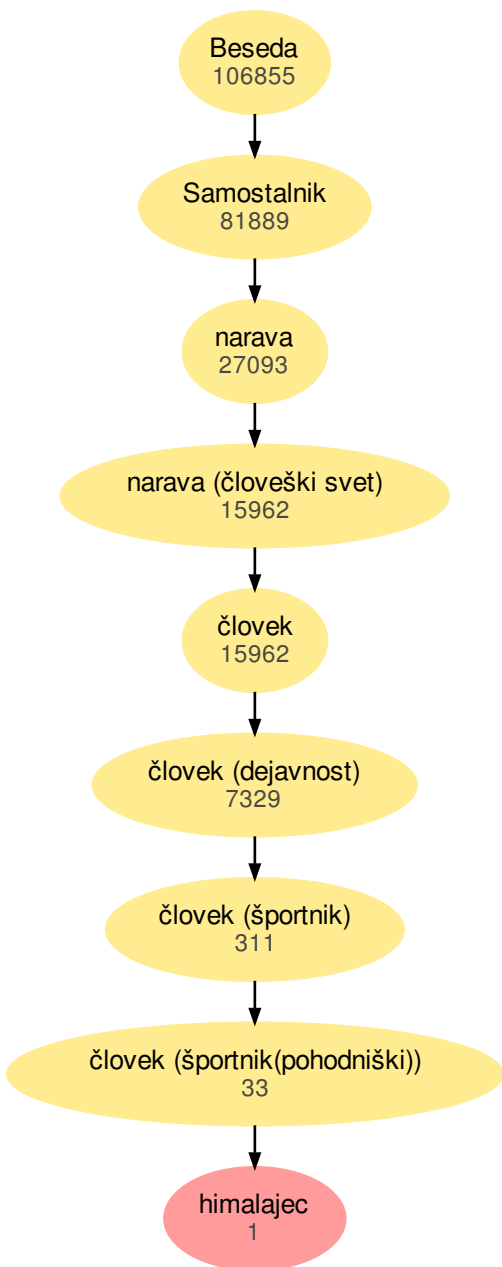 Beseda
106855
Samostalnik
81889
narava
27093
narava (človeški svet)
15962
človek
15962
človek (dejavnost)
7329
človek (športnik)
311
človek (športnik(pohodniški))
33
himalajec
1